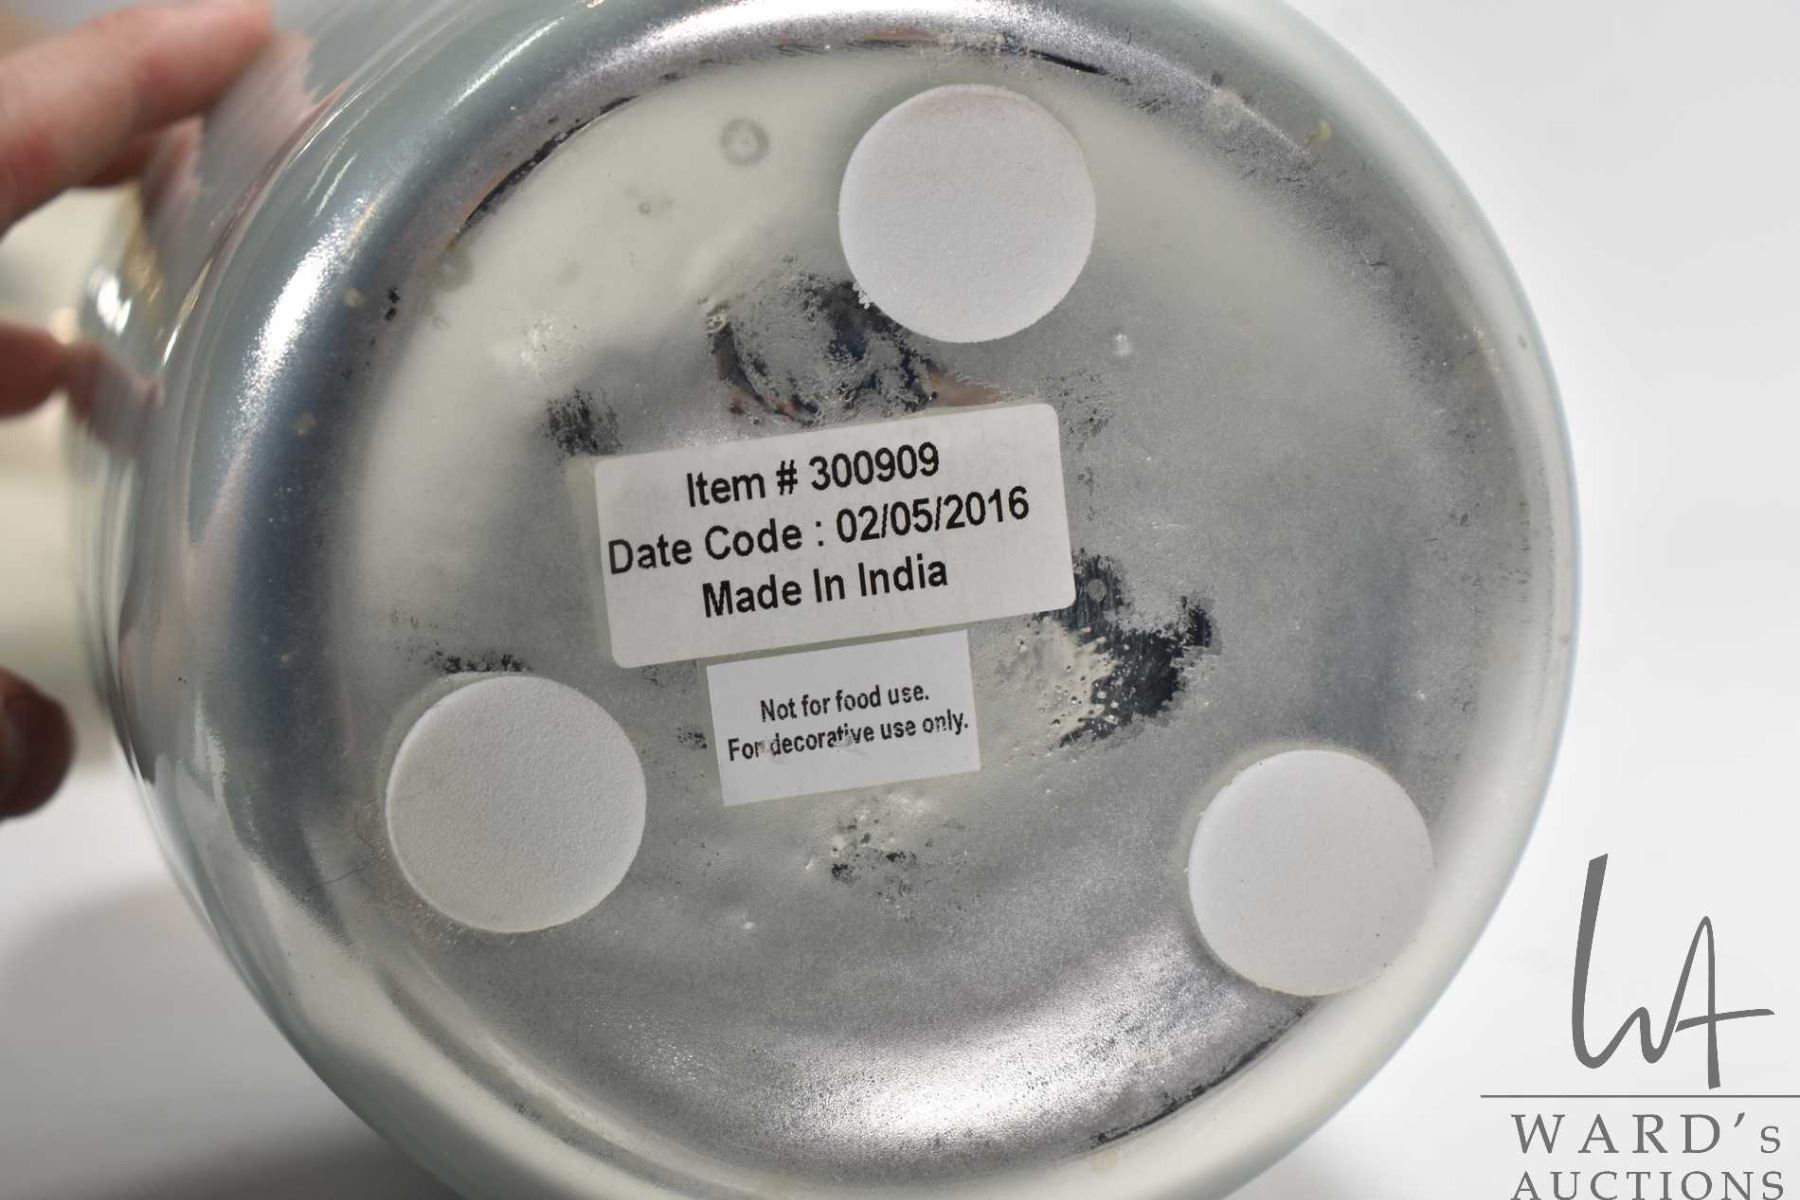 Item # 300909
Date Code : 02/05/2016
Made In India
Not for food use.
For decorative use only.
WA
WARD's
AUCTIONS